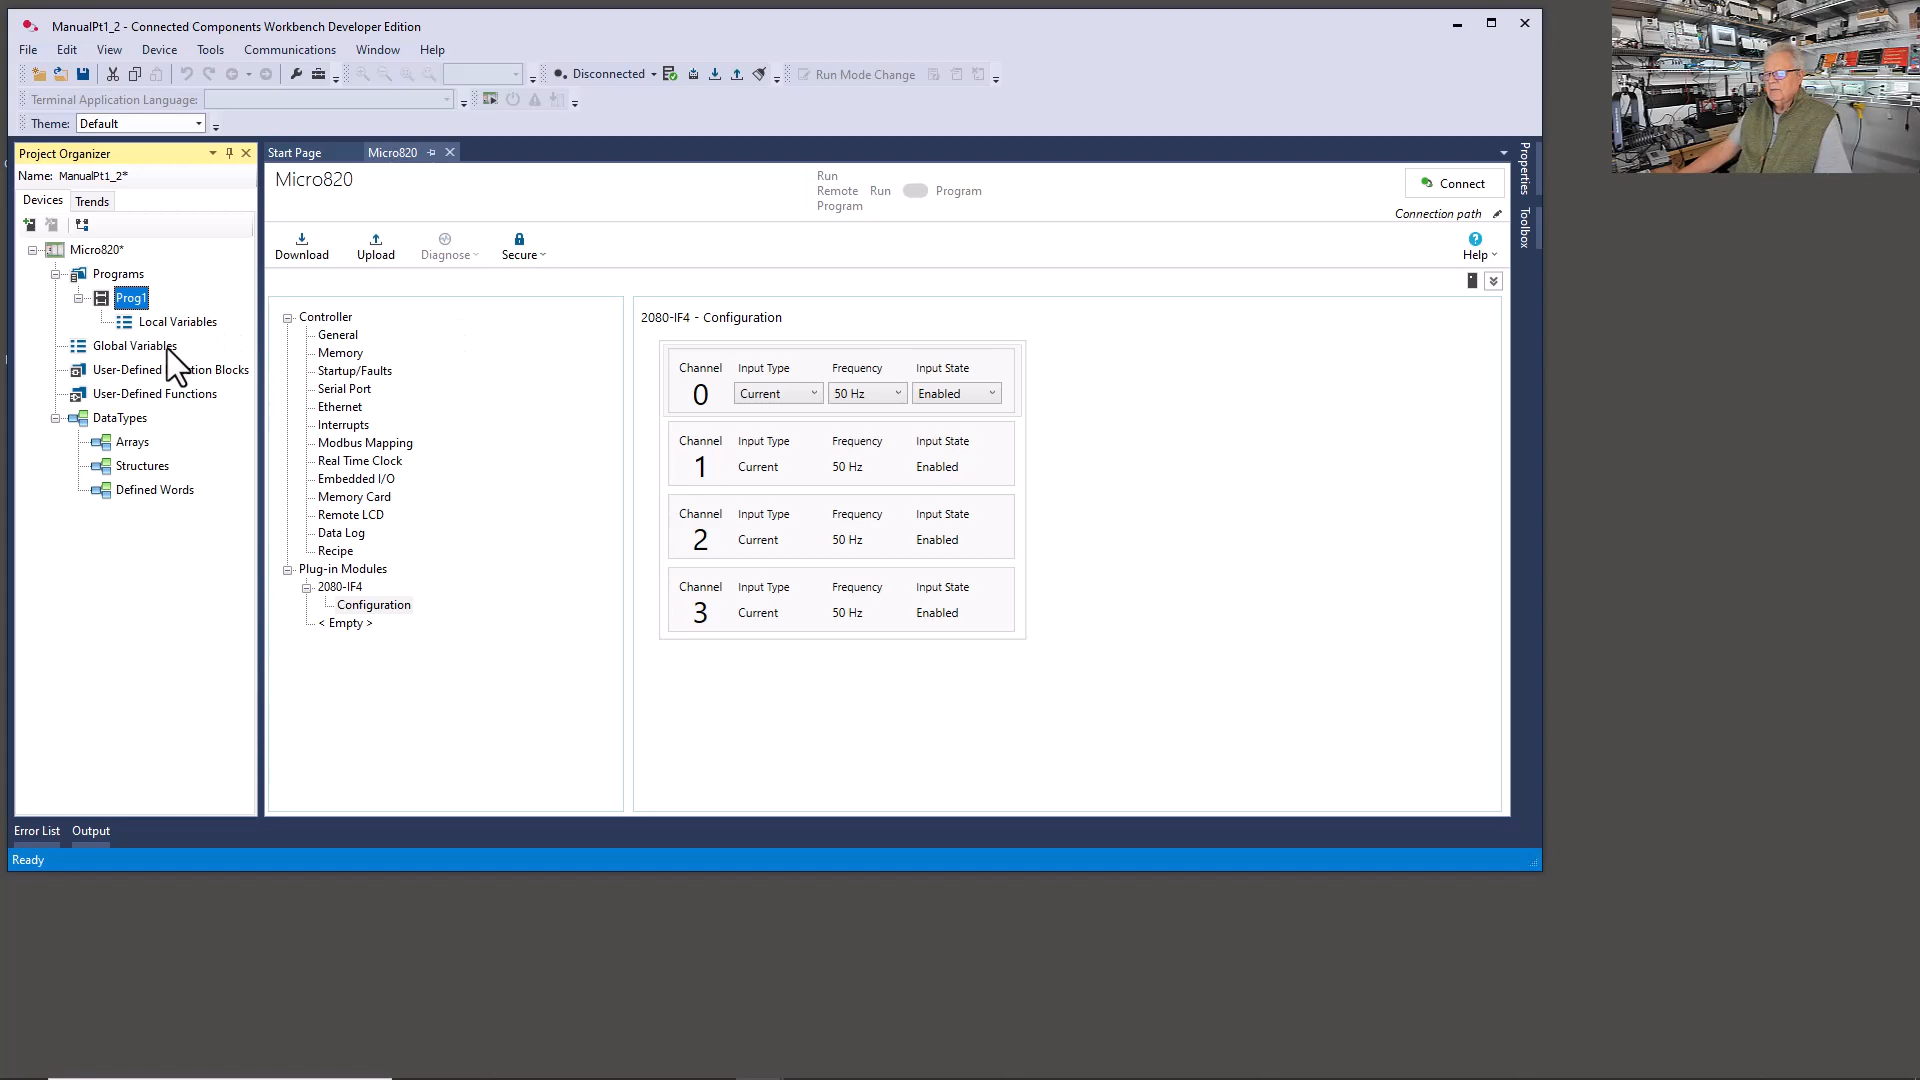 ManualPt1_2 - Connected Components Workbench Developer Edition
File Edit View Device Tools Communications Window Help
Disconnected Run Mode Change
Terminal Application Language:
Theme: Default
Project Organizer
Name: ManualPt1_2*
Devices Trends
Micro820*
Programs
Prog1
Local Variables
Global Variables
User-Defined tion Blocks
User-Defined Functions
DataTypes
Arrays
Structures
Defined Words
Start Page Micro820
Micro820
Run
Remote Run Program
Program
Connect
Connection path
Download Upload Diagnose Secure Help
Controller
General
Memory
Startup/Faults
Serial Port
Ethernet
Interrupts
Modbus Mapping
Real Time Clock
Embedded I/O
Memory Card
Remote LCD
Data Log
Recipe
Plug-in Modules
2080-IF4
Configuration
< Empty >
2080-IF4 - Configuration
Channel Input Type Frequency Input State
0 Current 50 Hz Enabled
Channel Input Type Frequency Input State
1 Current 50 Hz Enabled
Channel Input Type Frequency Input State
2 Current 50 Hz Enabled
Channel Input Type Frequency Input State
3 Current 50 Hz Enabled
Properties
Toolbox
Error List Output
Ready